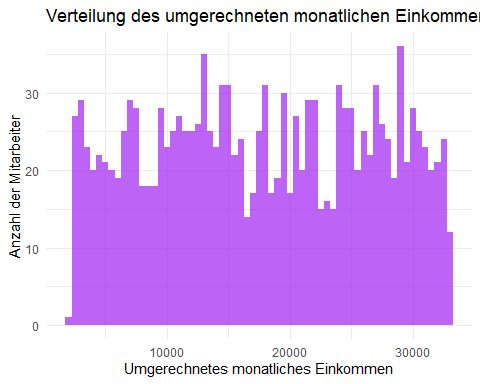 Verteilung des umgerechneten monatlichen Einkommen
Anzahl der Mitarbeiter
30
20
10
0
10000 20000 30000
Umgerechnetes monatliches Einkommen